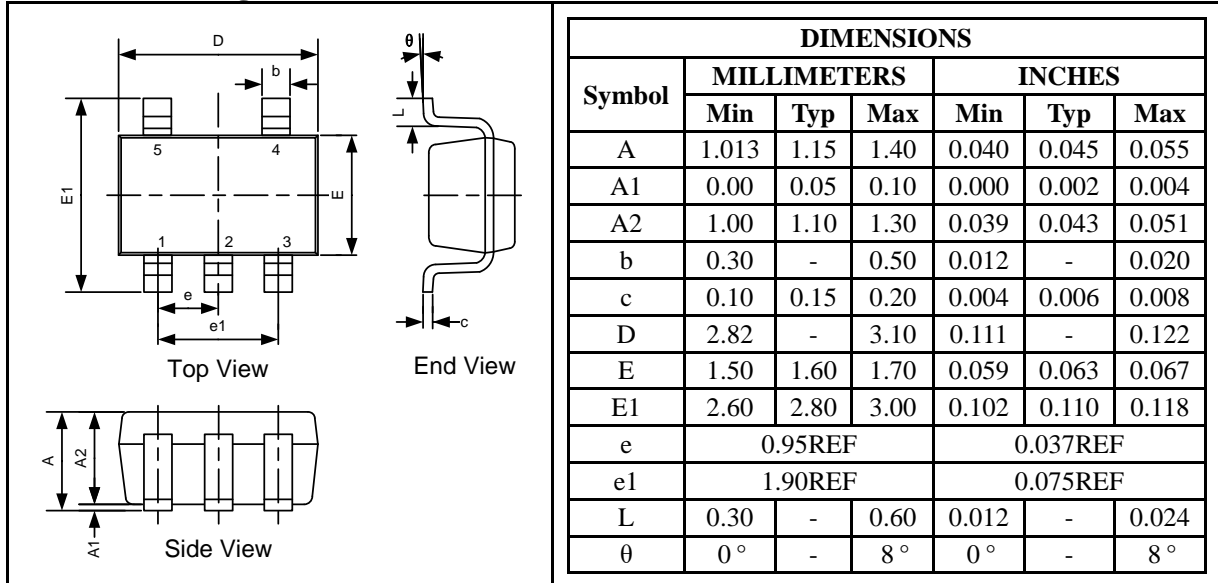 D
θ
b
L
5 4
E1
E
1 2 3
e
e1
c
Top View
End View
A
A2
A1
Side View
DIMENSIONS
Symbol MILLIMETERS INCHES
Min Typ Max Min Typ Max
A 1.013 1.15 1.40 0.040 0.045 0.055
A1 0.00 0.05 0.10 0.000 0.002 0.004
A2 1.00 1.10 1.30 0.039 0.043 0.051
b 0.30 - 0.50 0.012 - 0.020
c 0.10 0.15 0.20 0.004 0.006 0.008
D 2.82 - 3.10 0.111 - 0.122
E 1.50 1.60 1.70 0.059 0.063 0.067
E1 2.60 2.80 3.00 0.102 0.110 0.118
e 0.95REF 0.037REF
e1 1.90REF 0.075REF
L 0.30 - 0.60 0.012 - 0.024
θ 0 ° - 8 ° 0 ° - 8 °